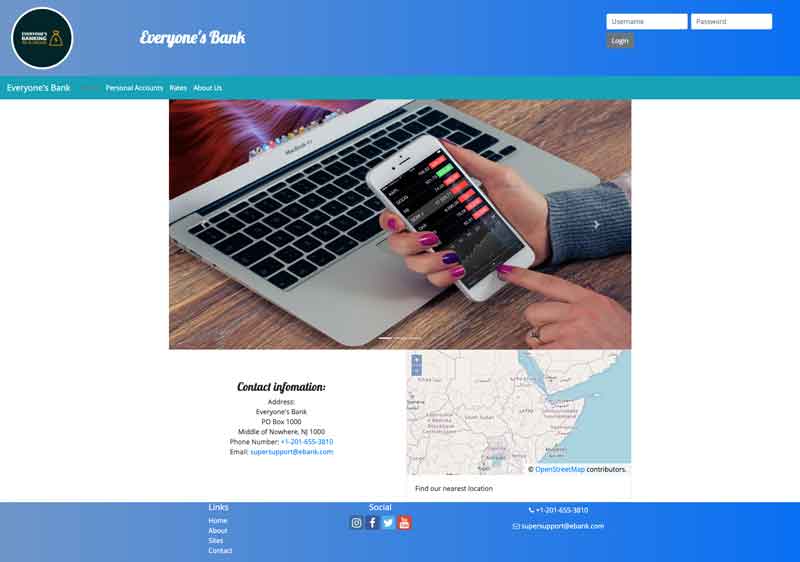 EVERYONE'S
BANKING
Everyone's Bank
Username
Password
Login
Everyone's Bank
Personal Accounts
Rates
About Us
MacBook Air
Contact infomation:
Address:
Everyone's Bank
PO Box 1000
Middle of Nowhere, NJ 1000
Phone Number: +1-201-655-3810
Email: supersupport@ebank.com
+
−
South Sudan
© OpenStreetMap contributors.
Find our nearest location
Links
Home
About
Sites
Contact
Social
+1-201-655-3810
supersupport@ebank.com